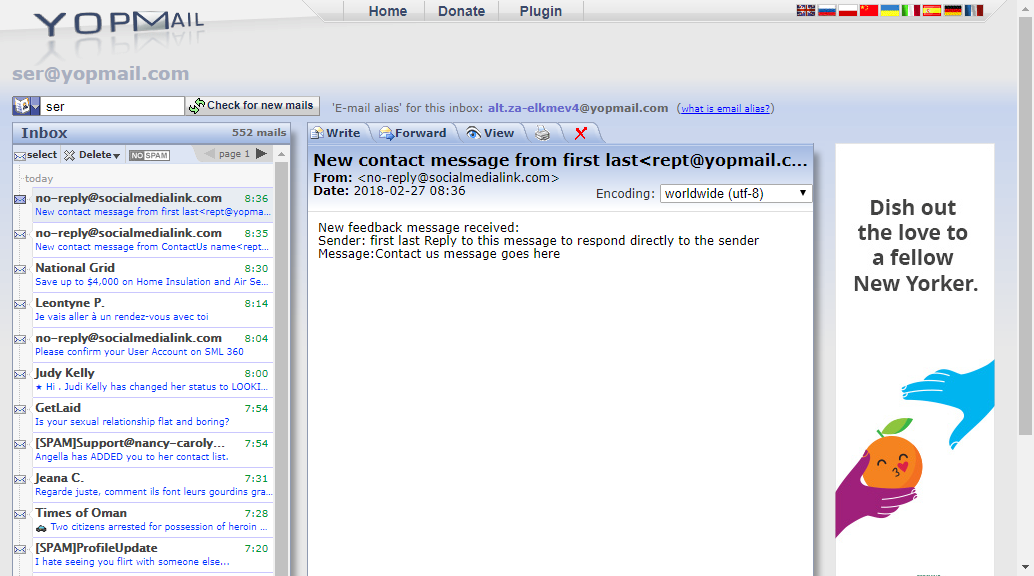 YOPMAIL
Home
Donate
Plugin
ser@yopmail.com
ser
Check for new mails
'E-mail alias' for this inbox: alt.za-elkmev4@yopmail.com (what is email alias?)
Inbox
552 mails
select
Delete
NO SPAM
page 1
today
no-reply@socialmedialink.com
8:36
New contact message from first last<rept@yopma...
no-reply@socialmedialink.com
8:35
New contact message from ContactUs name<rept...
National Grid
8:30
Save up to $4,000 on Home Insulation and Air Se...
Leontyne P.
8:14
Je vais aller à un rendez-vous avec toi
no-reply@socialmedialink.com
8:04
Please confirm your User Account on SML 360
Judy Kelly
8:00
★ Hi . Judi Kelly has changed her status to LOOKI...
GetLaid
7:54
Is your sexual relationship flat and boring?
[SPAM]Support@nancy-caroly...
7:54
Angella has ADDED you to her contact list.
Jeana C.
7:31
Regarde juste, comment ils font leurs gourdins gra...
Times of Oman
7:28
Two citizens arrested for possession of heroin ...
[SPAM]ProfileUpdate
7:20
I hate seeing you flirt with someone else...
Write
Forward
View
New contact message from first last<rept@yopmail.c...
From: <no-reply@socialmedialink.com>
Date: 2018-02-27 08:36
Encoding: worldwide (utf-8)
New feedback message received:
Sender: first last Reply to this message to respond directly to the sender
Message:Contact us message goes here
Dish out
the love to
a fellow
New Yorker.